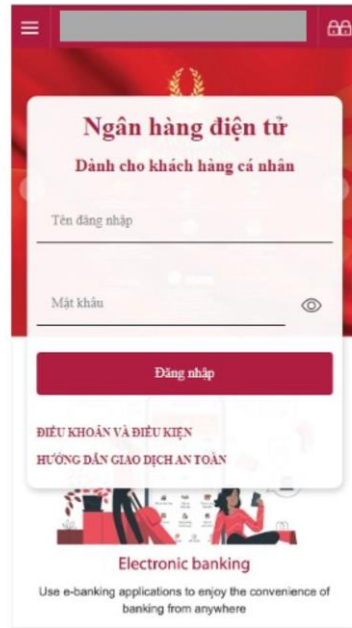 Ngân hàng điện tử
Dành cho khách hàng cá nhân
Tên đăng nhập
Mật khẩu
Đăng nhập
ĐIỀU KHOẢN VÀ ĐIỀU KIỆN
HƯỚNG DẪN GIAO DỊCH AN TOÀN
Electronic banking
Use e-banking applications to enjoy the convenience of
banking from anywhere